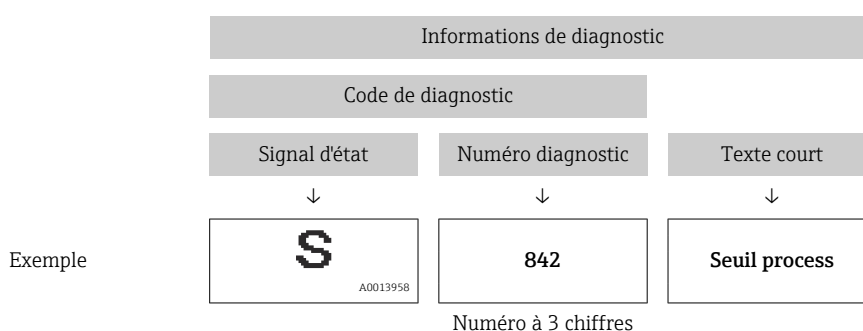 Informations de diagnostic
Code de diagnostic
Signal d'état Numéro diagnostic Texte court
↓ ↓ ↓
Exemple S 842 Seuil process
A0013958
Numéro à 3 chiffres